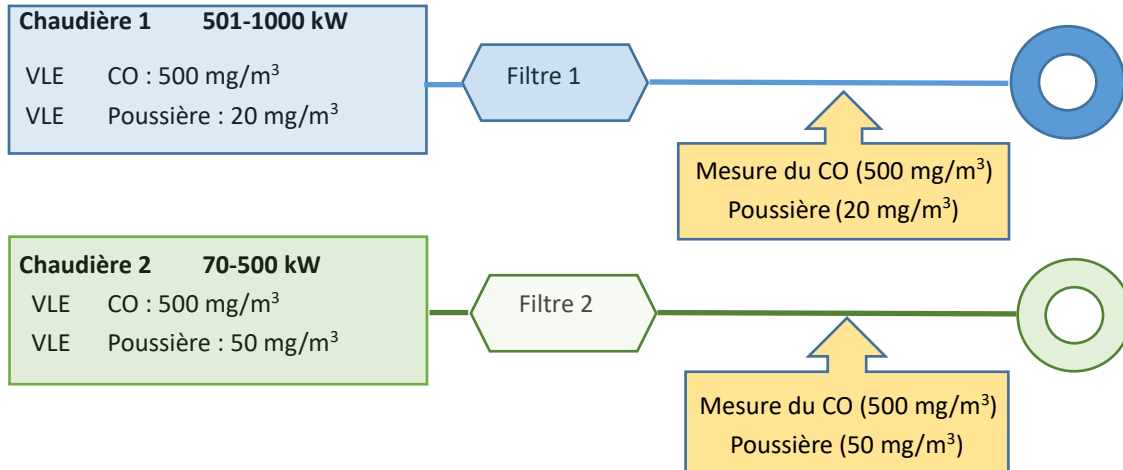 Chaudière 1 501-1000 kW
VLE CO : 500 mg/m³
VLE Poussière : 20 mg/m³
Filtre 1
Mesure du CO (500 mg/m³)
Poussière (20 mg/m³)
Chaudière 2 70-500 kW
VLE CO : 500 mg/m³
VLE Poussière : 50 mg/m³
Filtre 2
Mesure du CO (500 mg/m³)
Poussière (50 mg/m³)